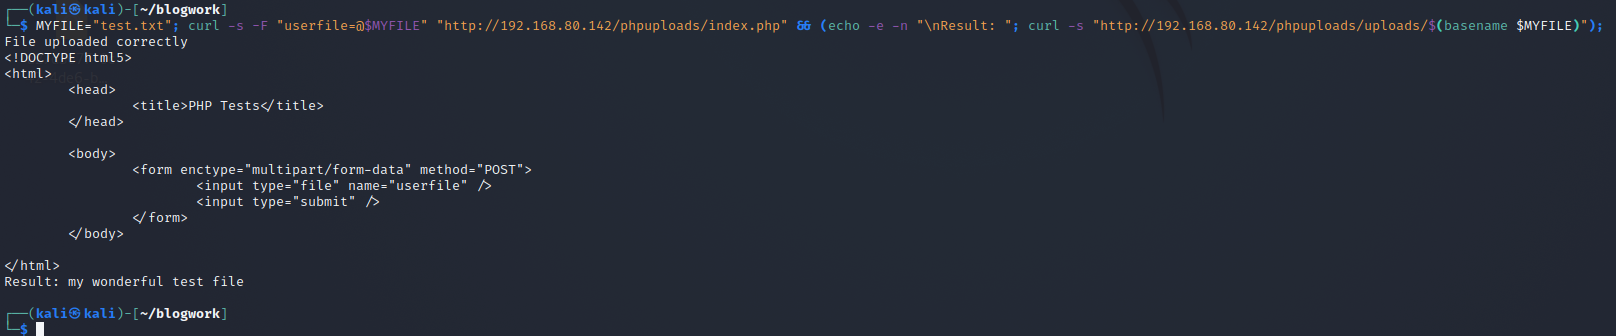 ┌──(kali㉿kali)-[~/blogwork]
└─$ MYFILE="test.txt"; curl -s -F "userfile=@$MYFILE" "http://192.168.80.142/phpuploads/index.php" && (echo -e -n "\nResult: "; curl -s "http://192.168.80.142/phpuploads/uploads/$(basename $MYFILE)");
File uploaded correctly
<!DOCTYPE html5>
<html>
        <head>
                <title>PHP Tests</title>
        </head>

        <body>
                <form enctype="multipart/form-data" method="POST">
                        <input type="file" name="userfile" />
                        <input type="submit" />
                </form>
        </body>

</html>
Result: my wonderful test file

┌──(kali㉿kali)-[~/blogwork]
└─$